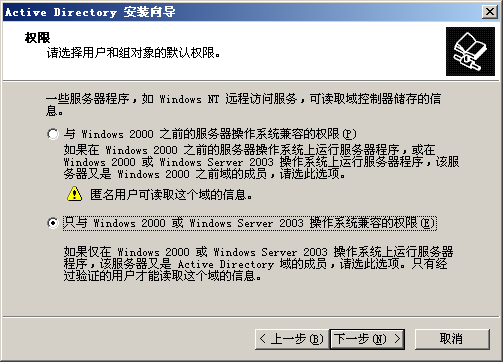 Active Directory 安装向导
权限
请选择用户和组对象的默认权限。
一些服务器程序，如 Windows NT 远程访问服务，可读取域控制器储存的信
息。
与 Windows 2000 之前的服务器操作系统兼容的权限(P)
如果在 Windows 2000 之前的服务器操作系统上运行服务器程序，或在
Windows 2000 或 Windows Server 2003 操作系统上运行服务器程序，该服
务器又是 Windows 2000 之前域的成员，请选此选项。
匿名用户可读取这个域的信息。
只与 Windows 2000 或 Windows Server 2003 操作系统兼容的权限(E)
如果仅在 Windows 2000 或 Windows Server 2003 操作系统上运行服务器
程序，该服务器又是 Active Directory 域的成员，请选此选项。只有经
过验证的用户才能读取这个域的信息。
< 上一步(B) 下一步(N) > 取消